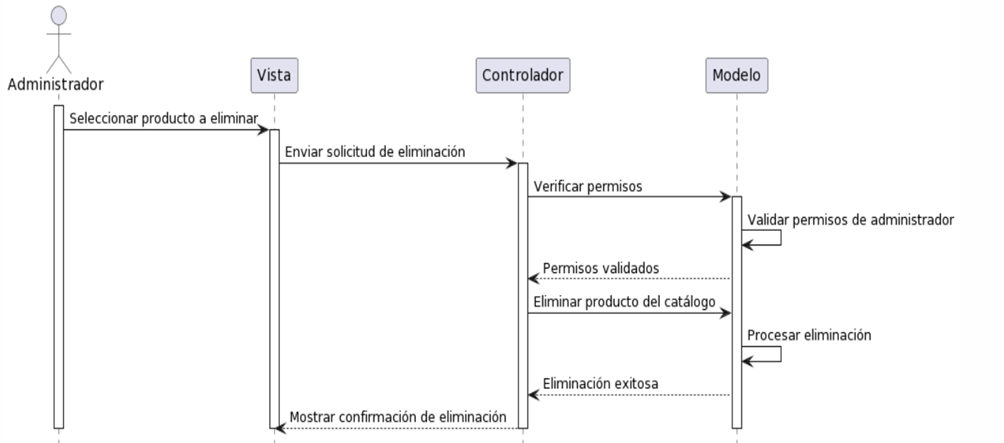 Administrador
Vista
Controlador
Modelo
Seleccionar producto a eliminar
Enviar solicitud de eliminación
Verificar permisos
Validar permisos de administrador
Permisos validados
Eliminar producto del catálogo
Procesar eliminación
Eliminación exitosa
Mostrar confirmación de eliminación